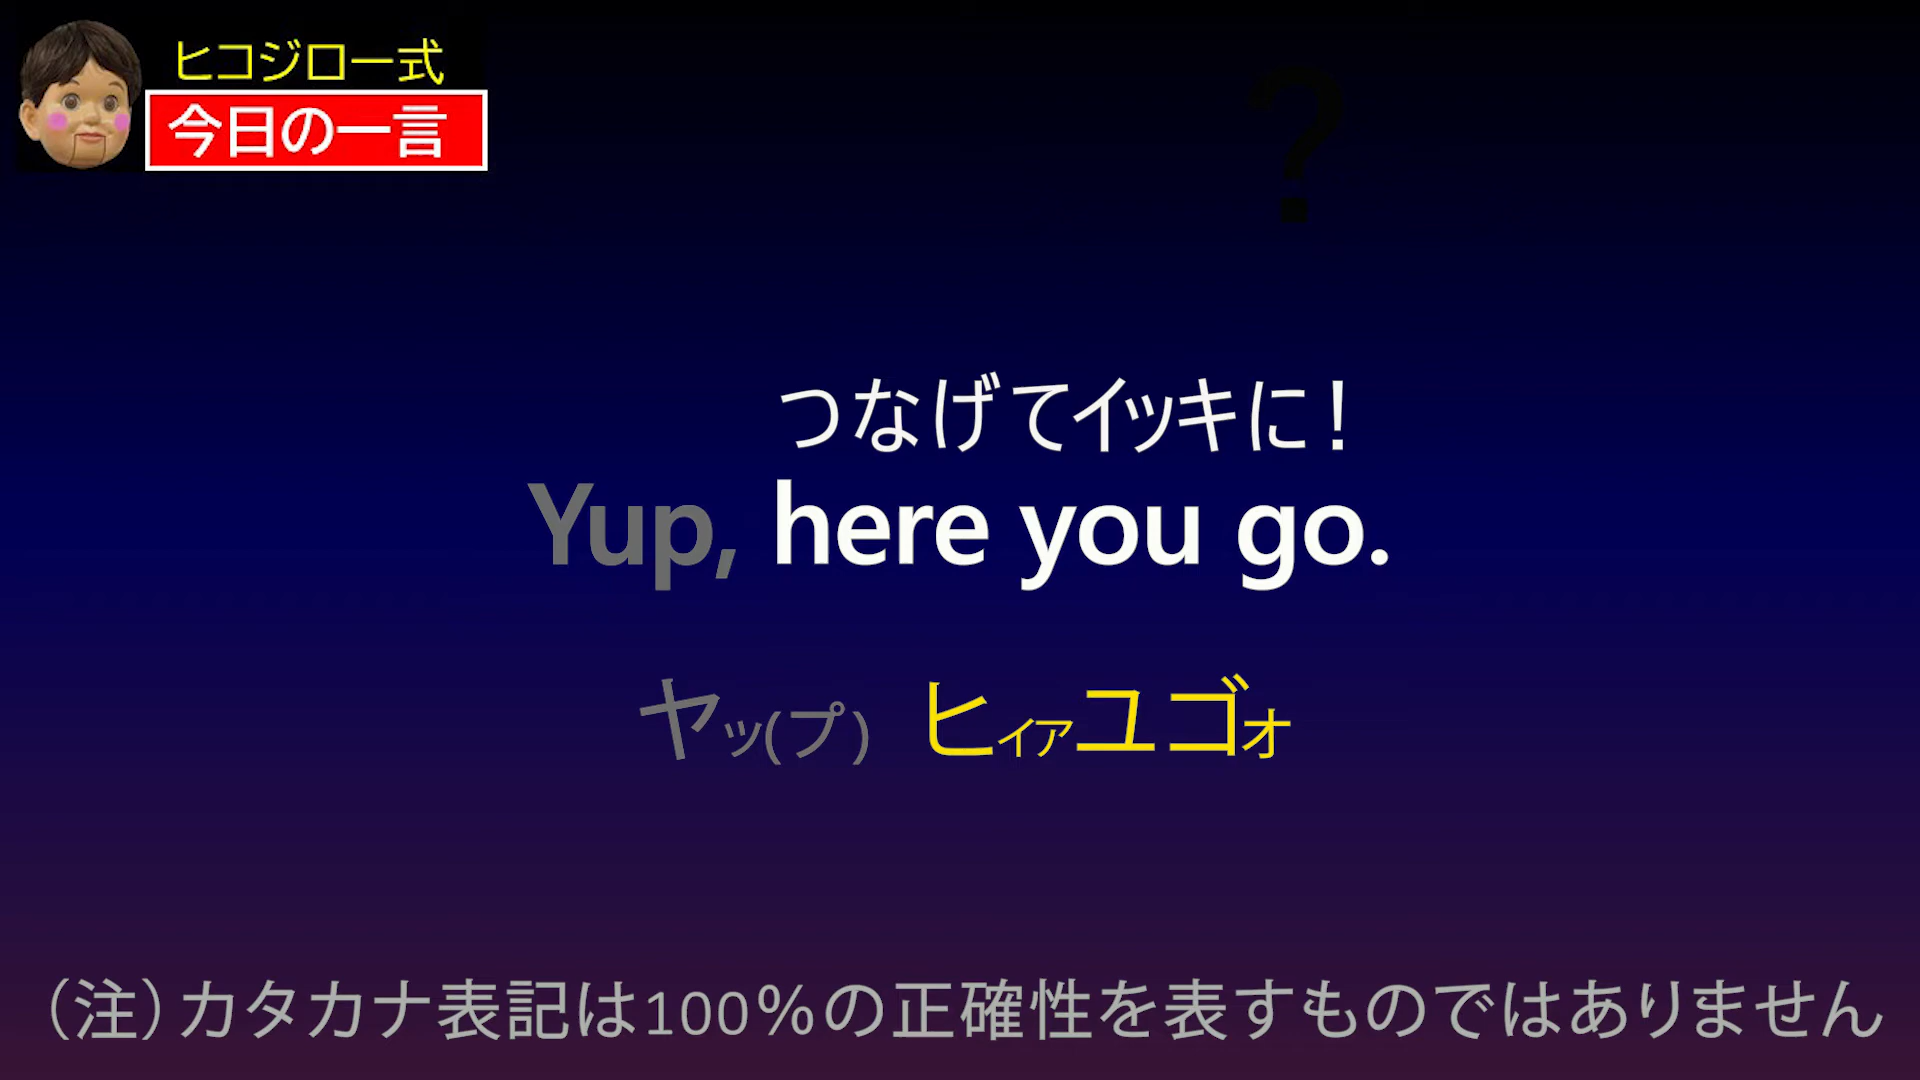 ヒコジロー式
今日の一言
?
つなげてイッキに！
Yup, here you go.
ヤッ(プ) ヒィアユゴォ
（注）カタカナ表記は100％の正確性を表すものではありません